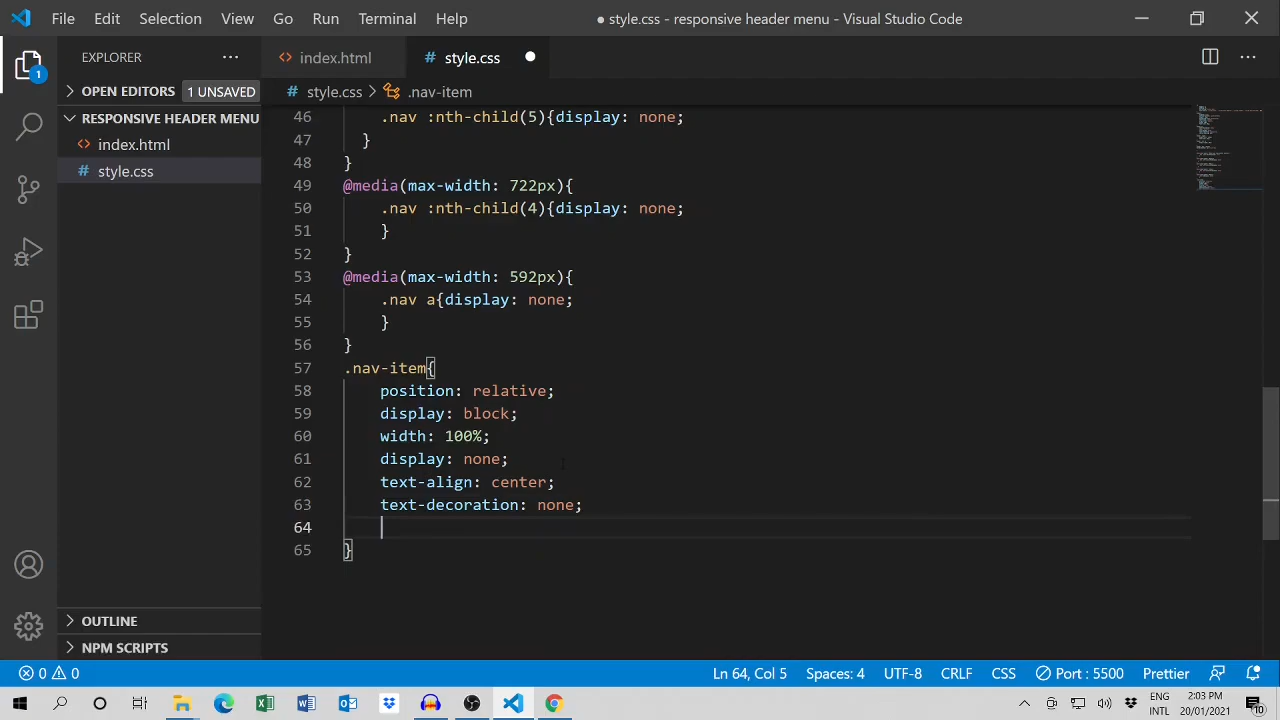 File Edit Selection View Go Run Terminal Help ● style.css - responsive header menu - Visual Studio Code
EXPLORER ···
<> index.html # style.css ●
OPEN EDITORS 1 UNSAVED
# style.css > .nav-item
RESPONSIVE HEADER MENU
<> index.html
# style.css
46 .nav :nth-child(5){display: none;
47 }
48 }
49 @media(max-width: 722px){
50 .nav :nth-child(4){display: none;
51 }
52 }
53 @media(max-width: 592px){
54 .nav a{display: none;
55 }
56 }
57 .nav-item{
58 position: relative;
59 display: block;
60 width: 100%;
61 display: none;
62 text-align: center;
63 text-decoration: none;
64
65 }
1
OUTLINE
NPM SCRIPTS
0 0 Ln 64, Col 5 Spaces: 4 UTF-8 CRLF CSS Port : 5500 Prettier
ENG 2:03 PM
INTL 20/01/2021 10